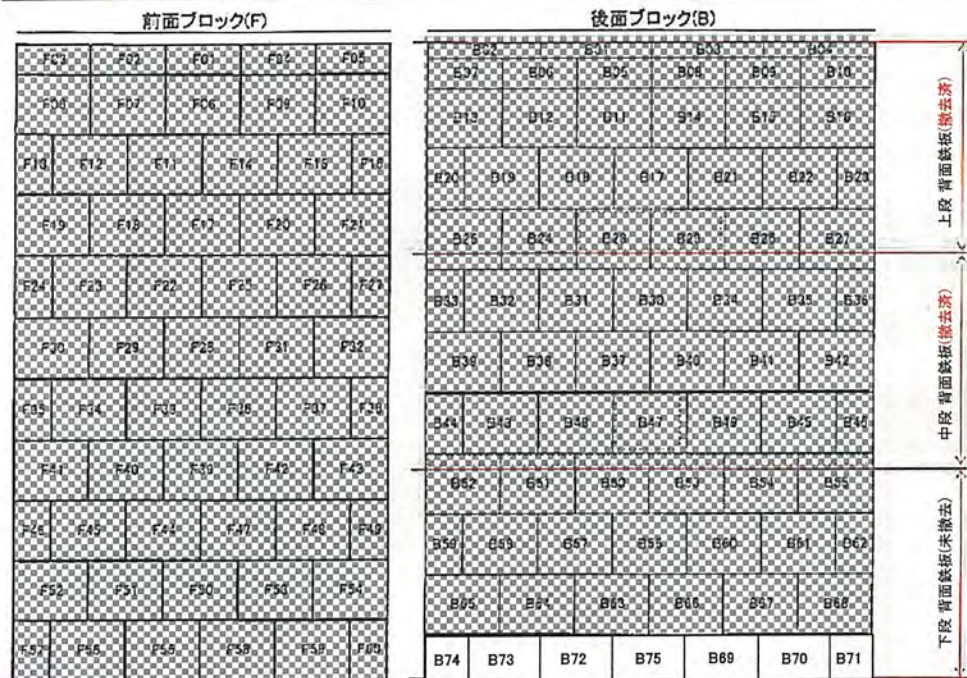 前面ブロック(F)
F03 F02 F01 F04 F05
F07 F06 F09 F10
F12 F11 F14 F15 F16
F19 F18 F17 F20 F21
F24 F23 F22 F25 F26 F27
F30 F29 F28 F31 F32
F35 F34 F33 F36 F37 F38
F41 F40 F39 F42 F43
F46 F45 F44 F47 F48 F49
F52 F51 F50 F53 F54
F57 F56 F58 F59 F60
後面ブロック(B)
B02 B01 B03 B04
B06 B05 B08 B09 B10
B13 B12 B11 B14 B15 B16
B20 B19 B18 B17 B21 B22 B23
B25 B24 B28 B26 B27
B33 B32 B31 B30 B34 B35 B36
B39 B38 B37 B40 B41 B42
B44 B43 B48 B47 B49 B45 B46
B52 B51 B50 B53 B54 B55
B59 B57 B60 B61 B62
B65 B64 B63 B66 B67 B68
B74 B73 B72 B75 B69 B70 B71
上段 背面鉄板(撤去済)
中段 背面鉄板(撤去済)
下段 背面鉄板(未撤去)